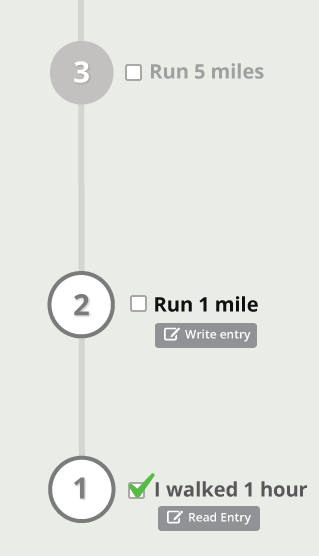 3 Run 5 miles
2 Run 1 mile
Write entry
1 I walked 1 hour
Read Entry